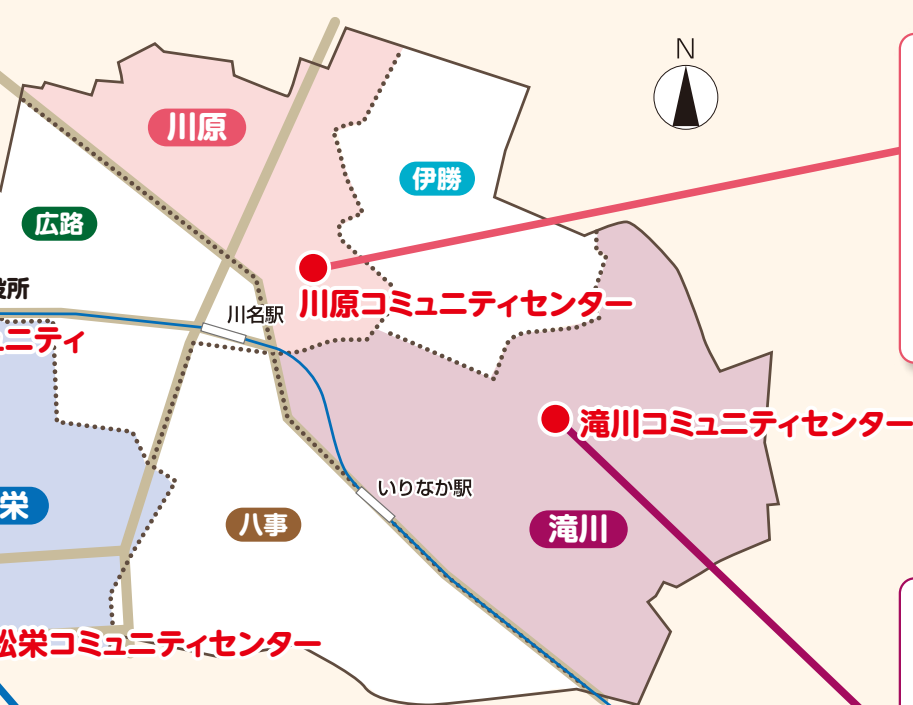 N
川原
伊勝
広路
役所
川原コミュニティセンター
川名駅
ュニティ
滝川コミュニティセンター
いりなか駅
栄
八事
滝川
松栄コミュニティセンター